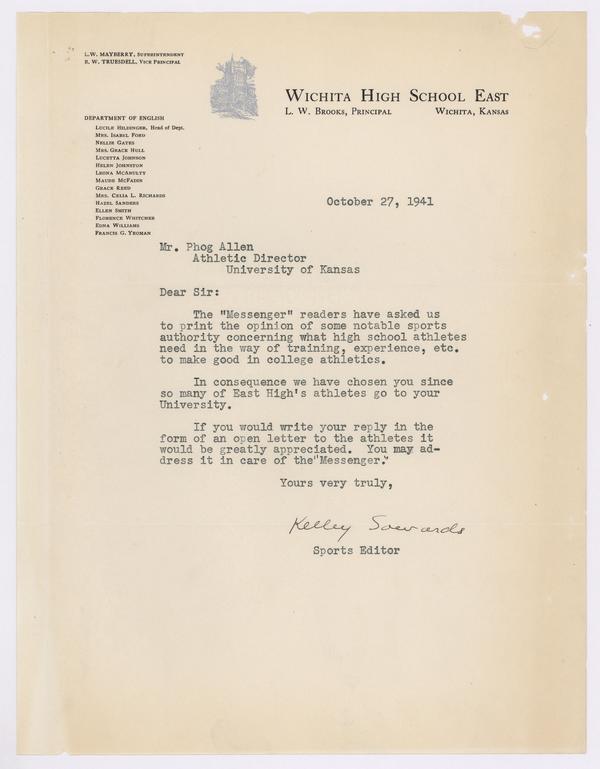 L. W. MAYBERRY, SUPERINTENDENT
B. W. TRUESDELL, VICE PRINCIPAL
WICHITA HIGH SCHOOL EAST
L. W. BROOKS, PRINCIPAL WICHITA, KANSAS
DEPARTMENT OF ENGLISH
LUCILE HILDINGER, Head of Dept.
MRS. ISABEL FORD
NELLIE GATES
MRS. GRACE HULL
LUCETTA JOHNSON
HELEN JOHNSTON
LEONA MCANULTY
MAUDE MCFADIN
GRACE REED
MRS. CELIA L. RICHARDS
HAZEL SANDERS
ELLEN SMITH
FLORENCE WHITCHER
EDNA WILLIAMS
FRANCIS G. YEOMAN
October 27, 1941
Mr. Phog Allen
Athletic Director
University of Kansas
Dear Sir:
The "Messenger" readers have asked us
to print the opinion of some notable sports
authority concerning what high school athletes
need in the way of training, experience, etc.
to make good in college athletics.
In consequence we have chosen you since
so many of East High's athletes go to your
University.
If you would write your reply in the
form of an open letter to the athletes it
would be greatly appreciated. You may ad-
dress it in care of the"Messenger."
Yours very truly,
Kelley Sowards
Sports Editor